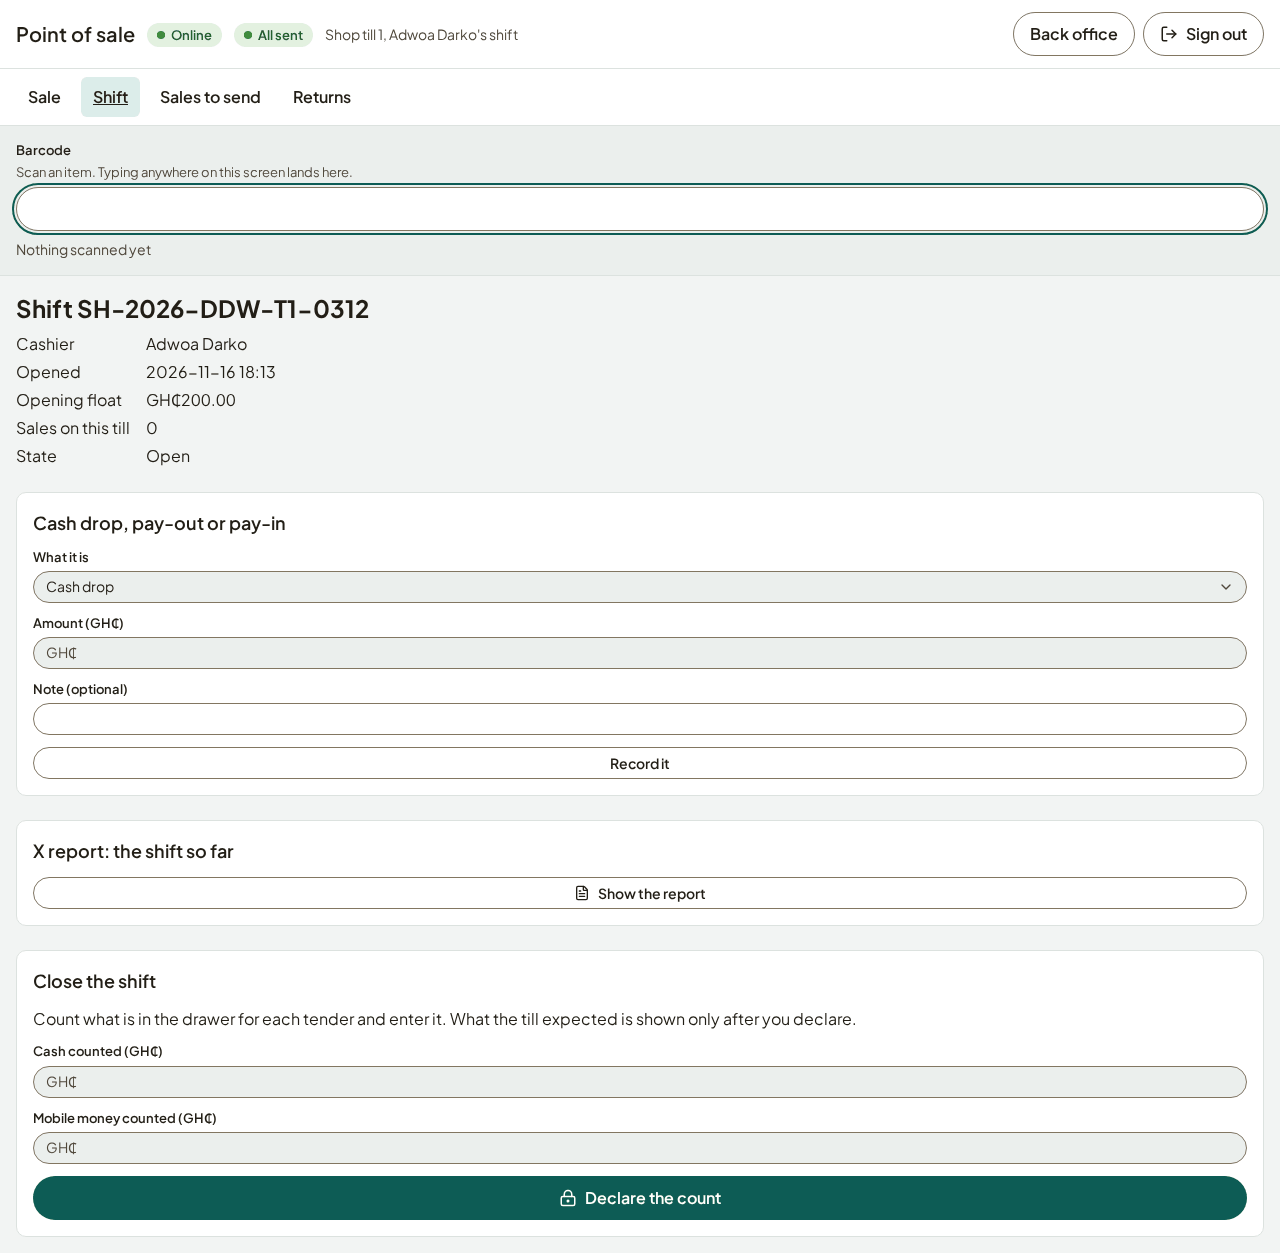 Point of sale
Online
All sent
Shop till 1, Adwoa Darko's shift
Back office
Sign out
Sale
Shift
Sales to send
Returns
Barcode
Scan an item. Typing anywhere on this screen lands here.
Nothing scanned yet
Shift SH-2026-DDW-T1-0312
Cashier Adwoa Darko
Opened 2026-11-16 18:13
Opening float GH₵200.00
Sales on this till 0
State Open
Cash drop, pay-out or pay-in
What it is
Cash drop
Amount (GH₵)
GH₵
Note (optional)
Record it
X report: the shift so far
Show the report
Close the shift
Count what is in the drawer for each tender and enter it. What the till expected is shown only after you declare.
Cash counted (GH₵)
GH₵
Mobile money counted (GH₵)
GH₵
Declare the count